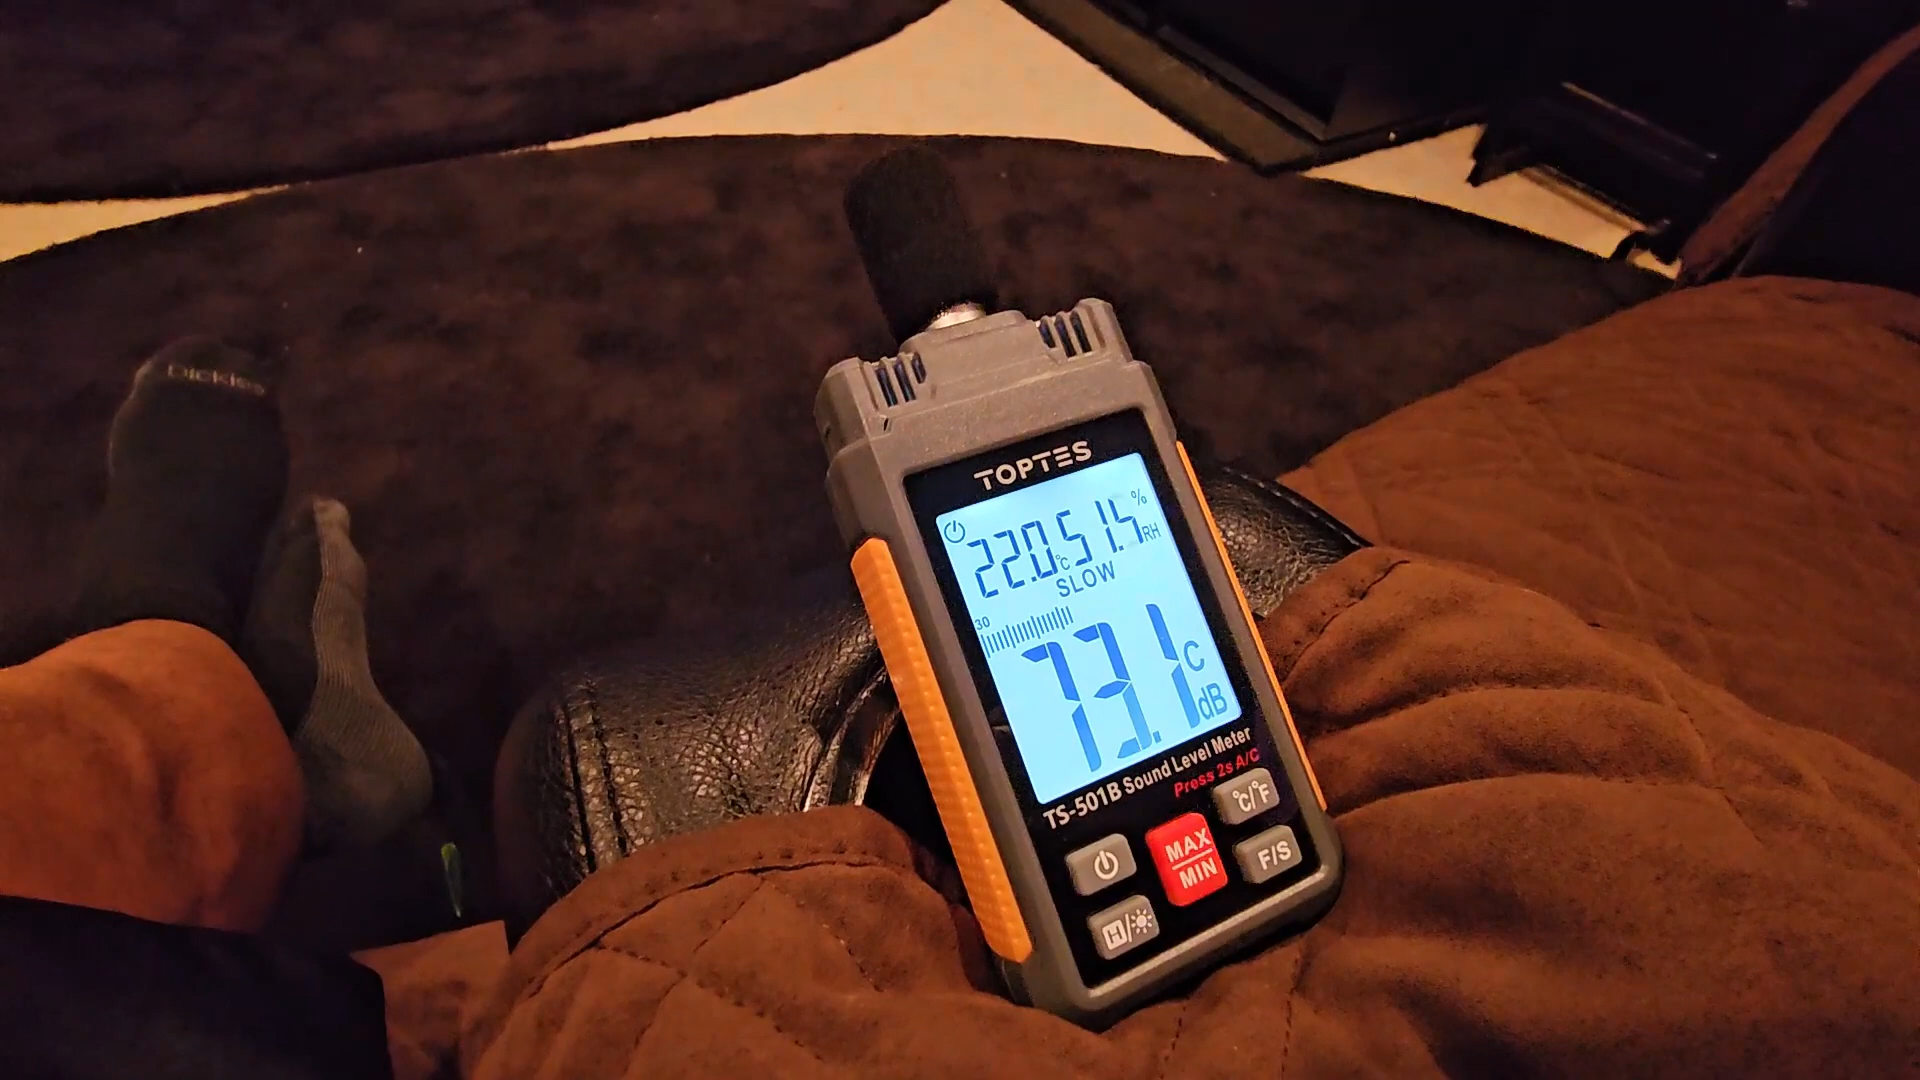 Dickies
TOPTES
22.0 °C 51.5 % RH
SLOW
30
73.1 C dB
TS-501B Sound Level Meter
Press 2s A/C
°C/°F
MAX
MIN
F/S
H/